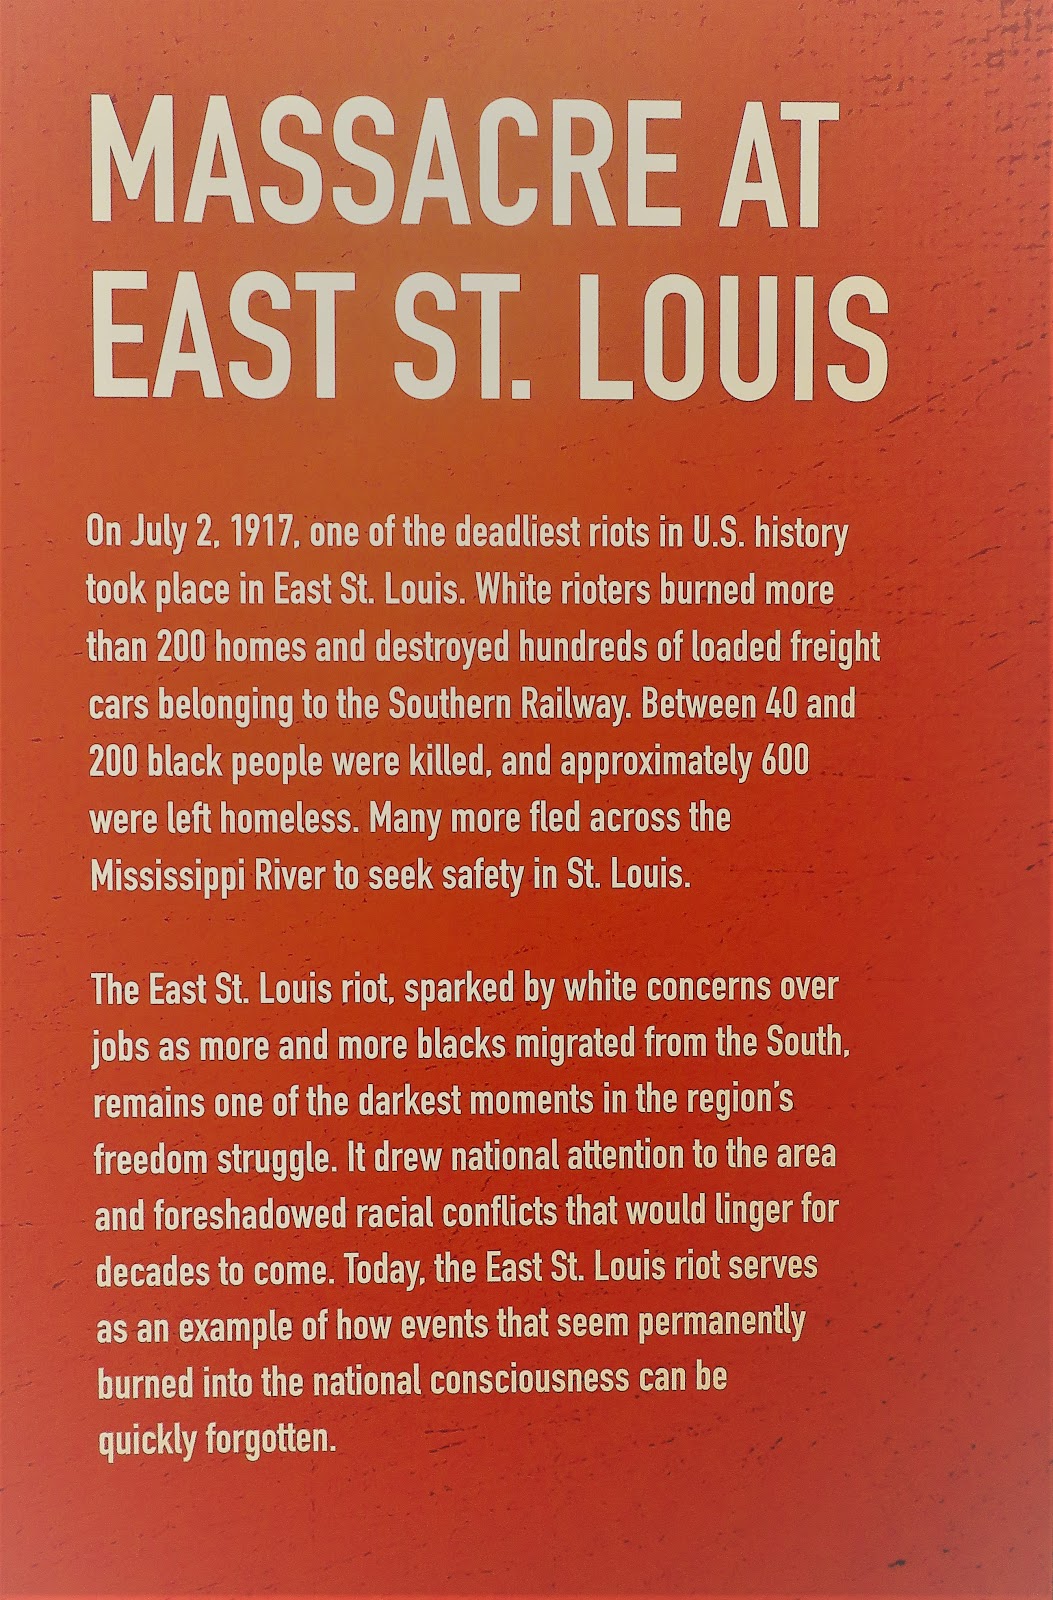 MASSACRE AT
EAST ST. LOUIS
On July 2, 1917, one of the deadliest riots in U.S. history
took place in East St. Louis. White rioters burned more
than 200 homes and destroyed hundreds of loaded freight
cars belonging to the Southern Railway. Between 40 and
200 black people were killed, and approximately 600
were left homeless. Many more fled across the
Mississippi River to seek safety in St. Louis.
The East St. Louis riot, sparked by white concerns over
jobs as more and more blacks migrated from the South,
remains one of the darkest moments in the region's
freedom struggle. It drew national attention to the area
and foreshadowed racial conflicts that would linger for
decades to come. Today, the East St. Louis riot serves
as an example of how events that seem permanently
burned into the national consciousness can be
quickly forgotten.